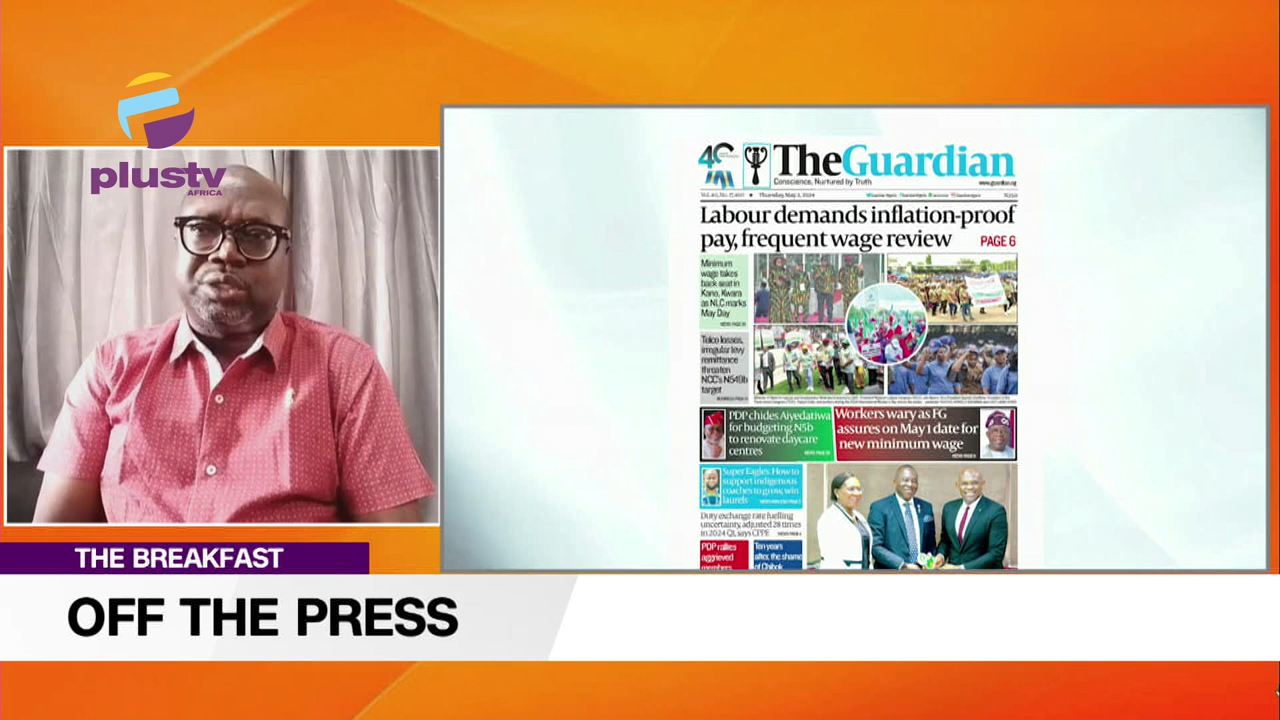 plustv
AFRICA
40
TheGuardian
Conscience, Nurtured by Truth
www.guardian.ng
Thursday, May 2, 2024
Labour demands inflation-proof
pay, frequent wage review
PAGE 6
Minimum
wage takes
back seat in
Kano, Kwara
as NLC marks
May Day
Telco losses,
irregular levy
remittance
threaten
NCC's N549b
target
PDP chides Aiyedatiwa
for budgeting N5b
to renovate daycare
centres
Workers wary as FG
assures on May 1 date for
new minimum wage
Super Eagles: How to
support indigenous
coaches to grow, win
laurels
Duty exchange rate fuelling
uncertainty, adjusted 28 times
in 2024 Q1, says CPPE
PDP rallies
aggrieved
members
Ten years
after, the shame
of Chibok
THE BREAKFAST
OFF THE PRESS